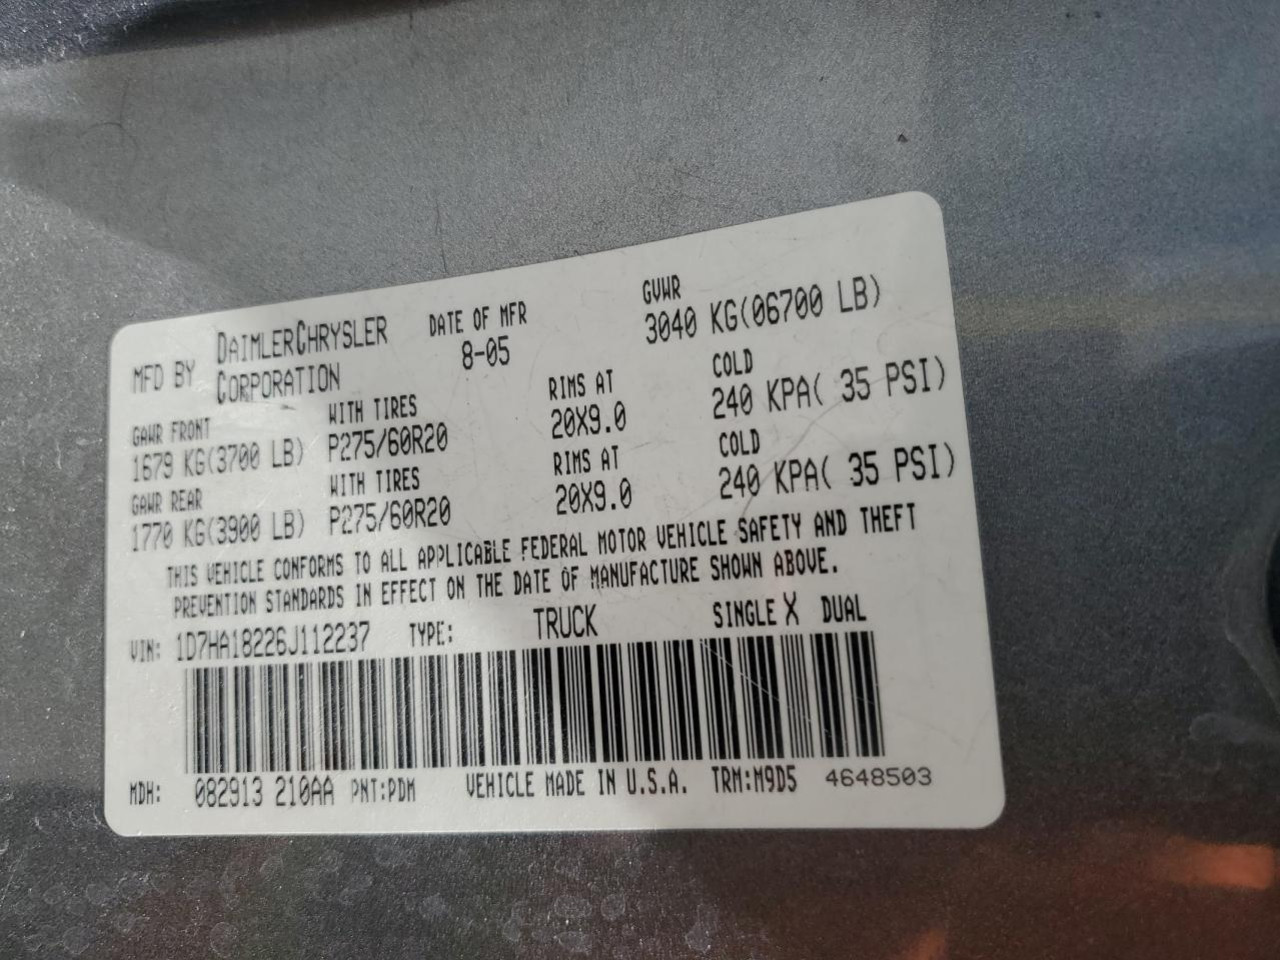 MFD BY DAIMLERCHRYSLER CORPORATION
DATE OF MFR 8-05
GVWR 3040 KG(06700 LB)
GAWR FRONT WITH TIRES RIMS AT COLD
1679 KG(3700 LB) P275/60R20 20X9.0 240 KPA( 35 PSI)
GAWR REAR WITH TIRES RIMS AT COLD
1770 KG(3900 LB) P275/60R20 20X9.0 240 KPA( 35 PSI)
THIS VEHICLE CONFORMS TO ALL APPLICABLE FEDERAL MOTOR VEHICLE SAFETY AND THEFT
PREVENTION STANDARDS IN EFFECT ON THE DATE OF MANUFACTURE SHOWN ABOVE.
VIN: 1D7HA18226J112237 TYPE: TRUCK SINGLE X DUAL
MDH: 082913 210AA PNT:PDM VEHICLE MADE IN U.S.A. TRM:M9D5 4648503